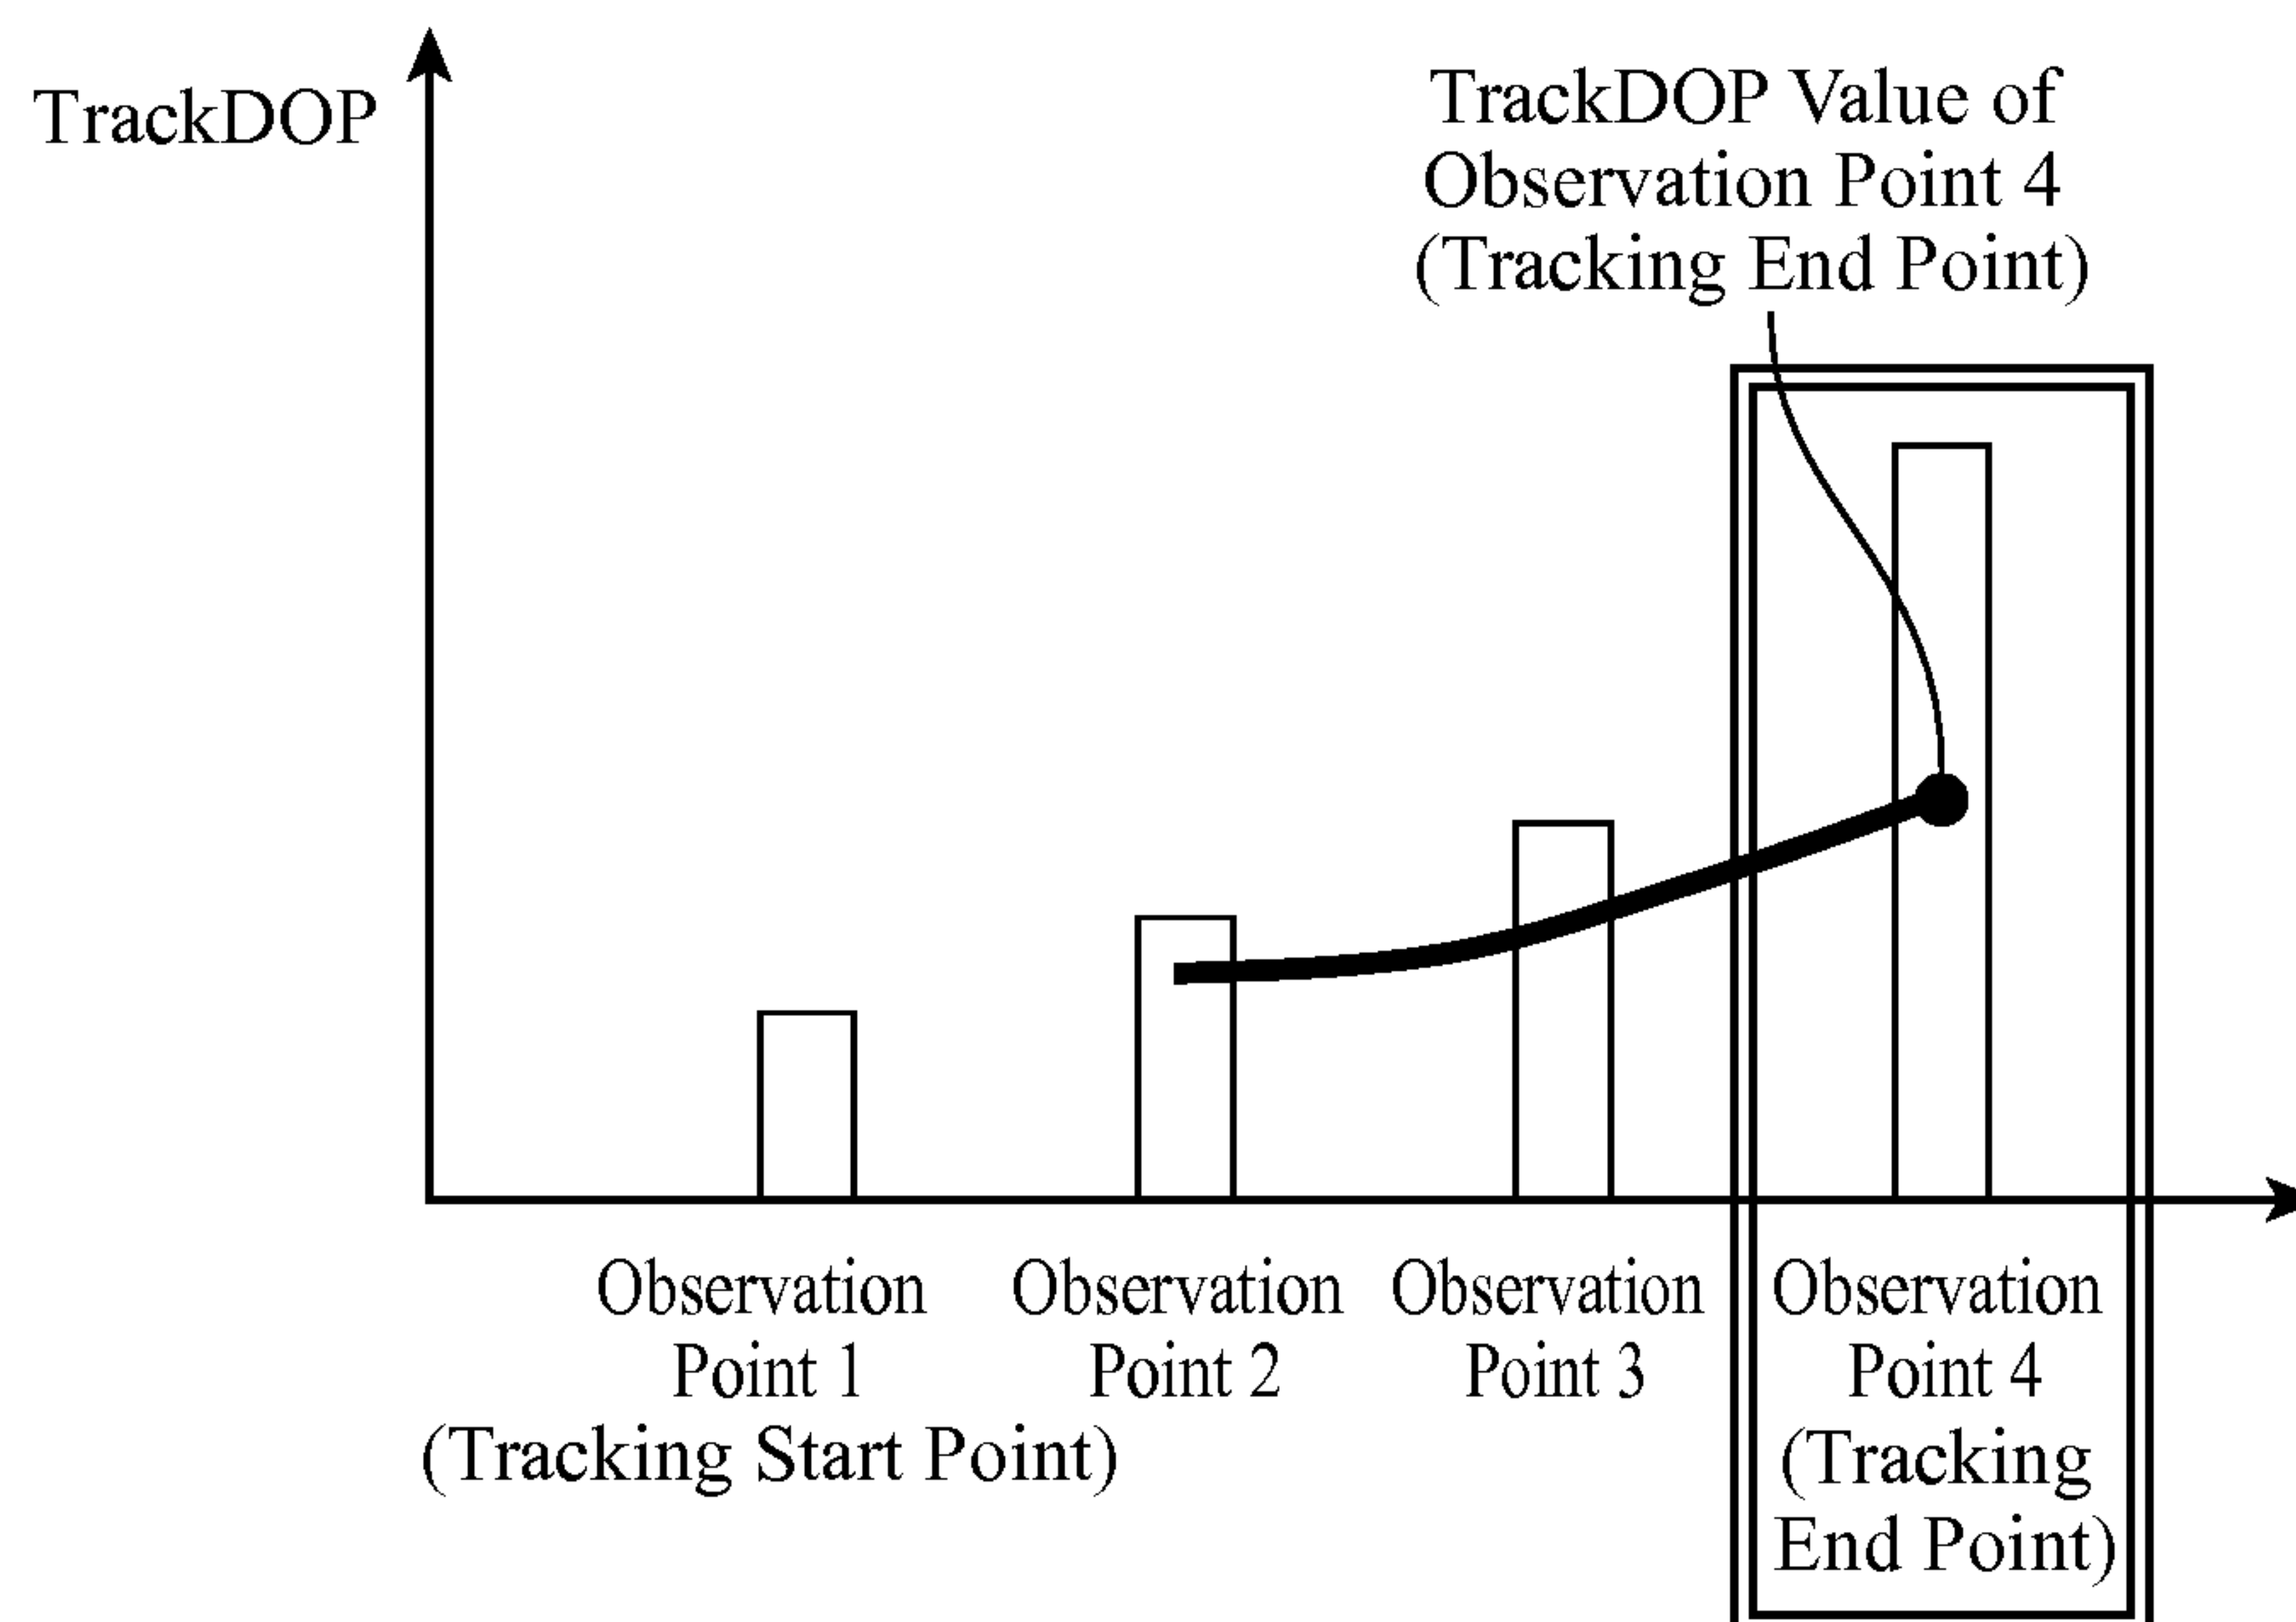 TrackDOP
TrackDOP Value of
Observation Point 4
(Tracking End Point)
Observation
Point 1
(Tracking Start Point)
Observation
Point 2
Observation
Point 3
Observation
Point 4
(Tracking
End Point)